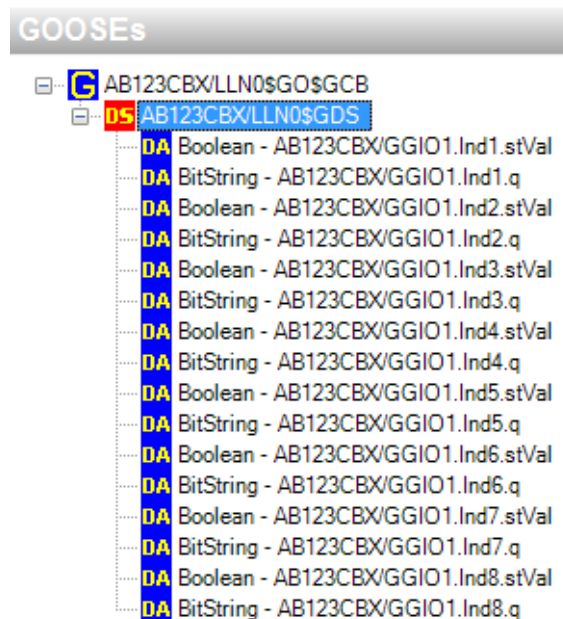 GOOSEs
G AB123CBX/LLN0$GO$GCB
DS AB123CBX/LLN0$GDS
DA Boolean - AB123CBX/GGIO1.Ind1.stVal
DA BitString - AB123CBX/GGIO1.Ind1.q
DA Boolean - AB123CBX/GGIO1.Ind2.stVal
DA BitString - AB123CBX/GGIO1.Ind2.q
DA Boolean - AB123CBX/GGIO1.Ind3.stVal
DA BitString - AB123CBX/GGIO1.Ind3.q
DA Boolean - AB123CBX/GGIO1.Ind4.stVal
DA BitString - AB123CBX/GGIO1.Ind4.q
DA Boolean - AB123CBX/GGIO1.Ind5.stVal
DA BitString - AB123CBX/GGIO1.Ind5.q
DA Boolean - AB123CBX/GGIO1.Ind6.stVal
DA BitString - AB123CBX/GGIO1.Ind6.q
DA Boolean - AB123CBX/GGIO1.Ind7.stVal
DA BitString - AB123CBX/GGIO1.Ind7.q
DA Boolean - AB123CBX/GGIO1.Ind8.stVal
DA BitString - AB123CBX/GGIO1.Ind8.q